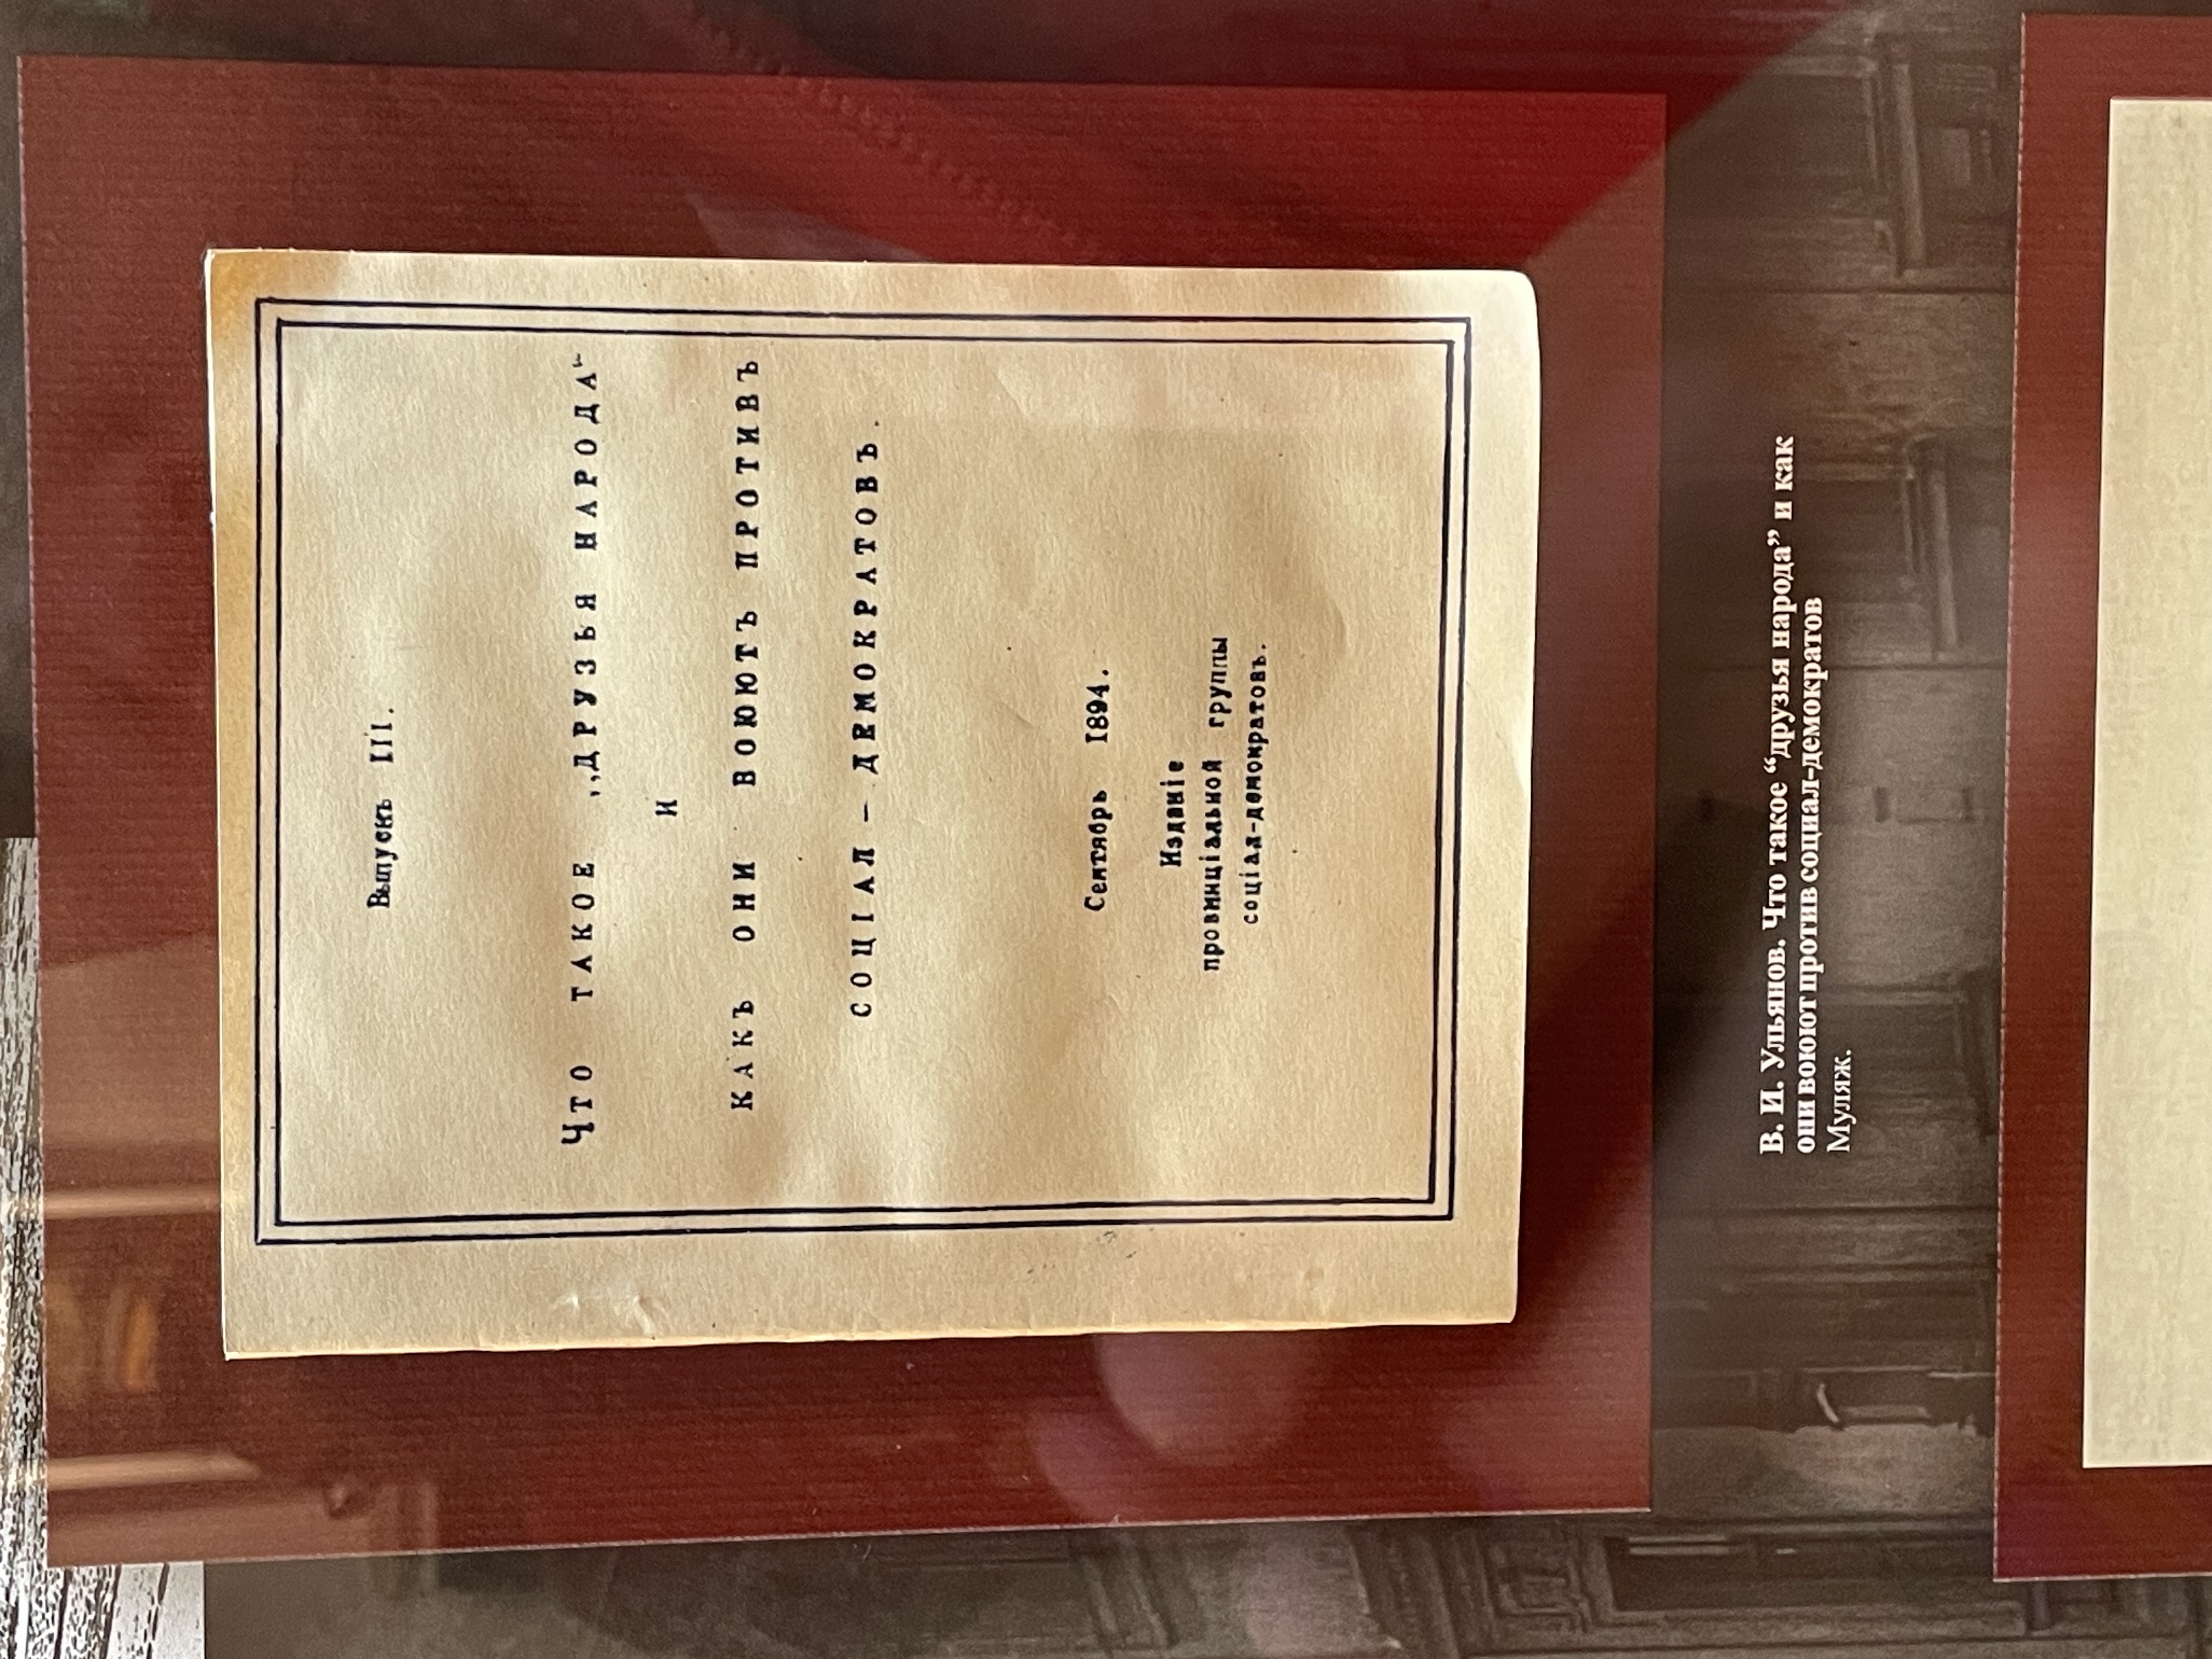 Выпускъ III.
Что ТАКОЕ ,,ДРУЗЬЯ НАРОДА“
И
КАКЪ ОНИ ВОЮЮТЪ ПРОТИВЪ
СОЦІАЛ – ДЕМОКРАТОВЪ.
Сентябрь 1894.
Изданіе
провинціальной группы
соціал-демократовъ.
В. И. Ульянов. Что такое “друзья народа” и как
они воюют против социал-демократов
Муляж.